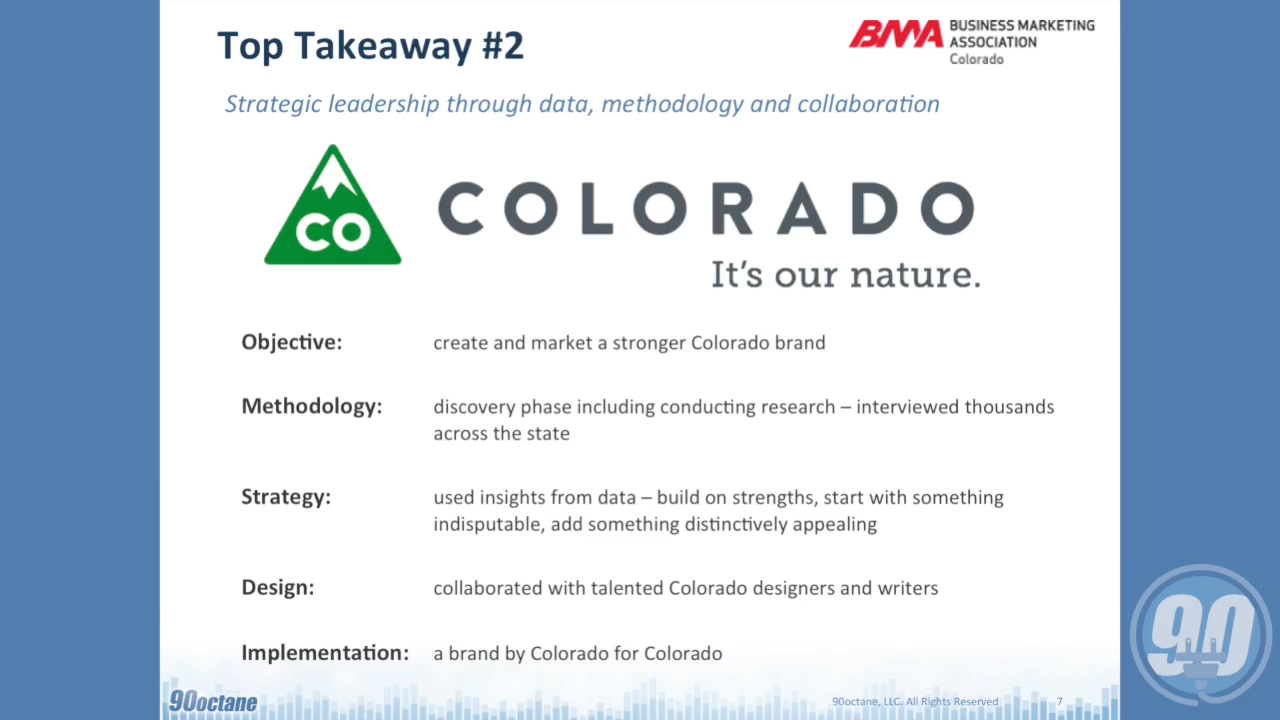 Top Takeaway #2
BMA BUSINESS MARKETING
ASSOCIATION
Colorado
Strategic leadership through data, methodology and collaboration
CO
COLORADO
It's our nature.
Objective: create and market a stronger Colorado brand
Methodology: discovery phase including conducting research – interviewed thousands
across the state
Strategy: used insights from data – build on strengths, start with something
indisputable, add something distinctively appealing
Design: collaborated with talented Colorado designers and writers
Implementation: a brand by Colorado for Colorado
90octane
90octane, LLC. All Rights Reserved 7
90